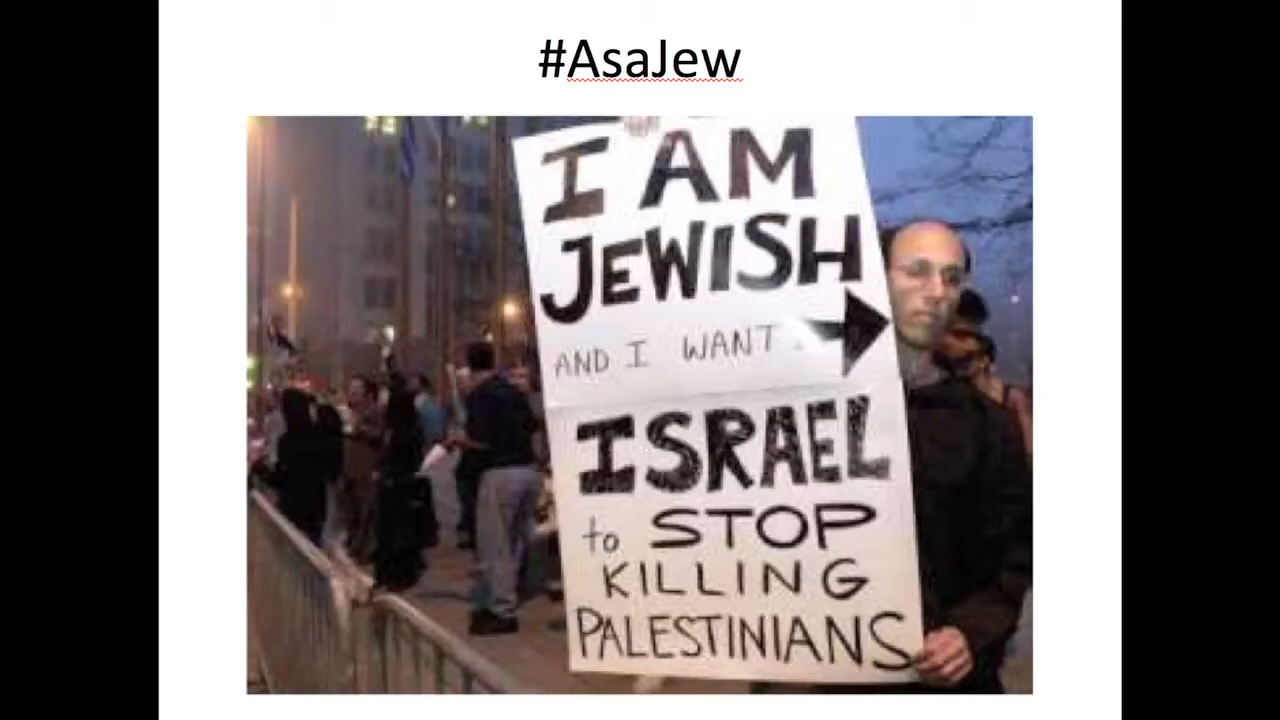 #AsaJew
I AM
JEWISH
AND I WANT
ISRAEL
to STOP
KILLING
PALESTINIANS